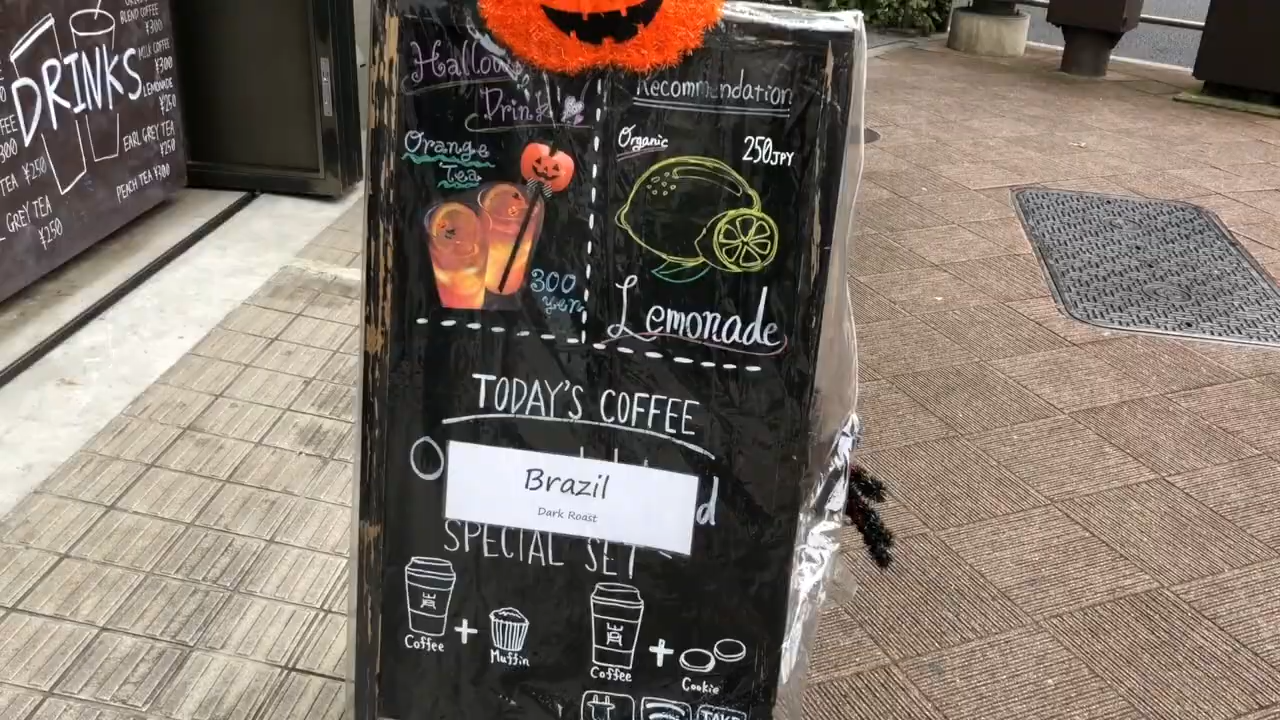 BLEND COFFEE
¥300
MILK COFFEE
¥300
LEMONADE
¥250
DRINKS
EARL GREY TEA
¥250
PEACH TEA ¥300
TEA ¥250
GREY TEA
¥250
Drink
Orange
Tea
300
yen
Recommendation
Organic
250JPY
Lemonade
TODAY'S COFFEE
Brazil
Dark Roast
SPECIAL SET
Coffee
+
Muffin
Coffee
+
Cookie